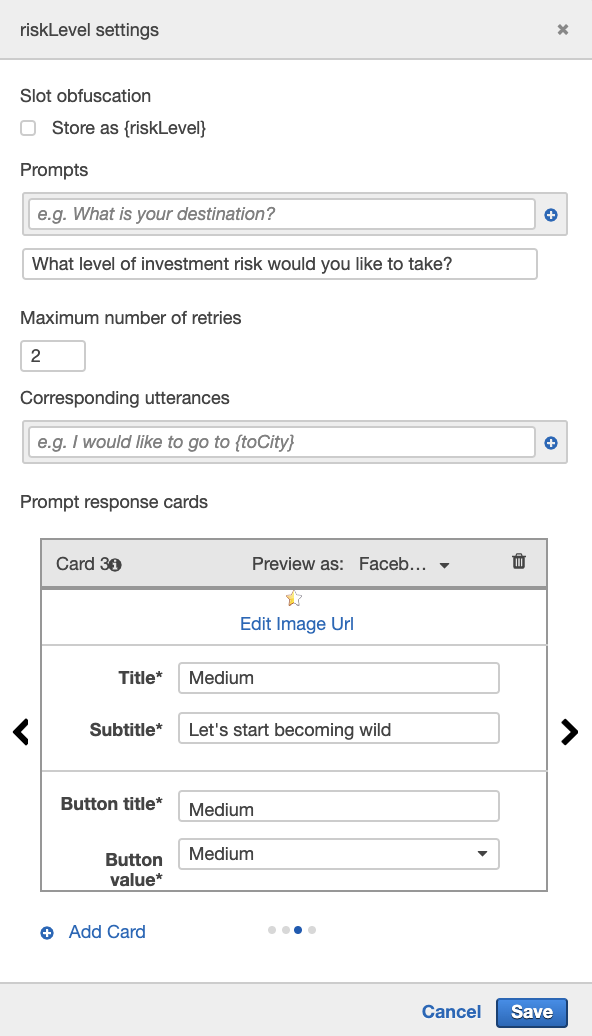 riskLevel settings
Slot obfuscation
Store as {riskLevel}
Prompts
e.g. What is your destination?
What level of investment risk would you like to take?
Maximum number of retries
2
Corresponding utterances
e.g. I would like to go to {toCity}
Prompt response cards
Card 3 Preview as: Faceb...
Edit Image Url
Title* Medium
Subtitle* Let's start becoming wild
Button title* Medium
Button value* Medium
Add Card
Cancel Save